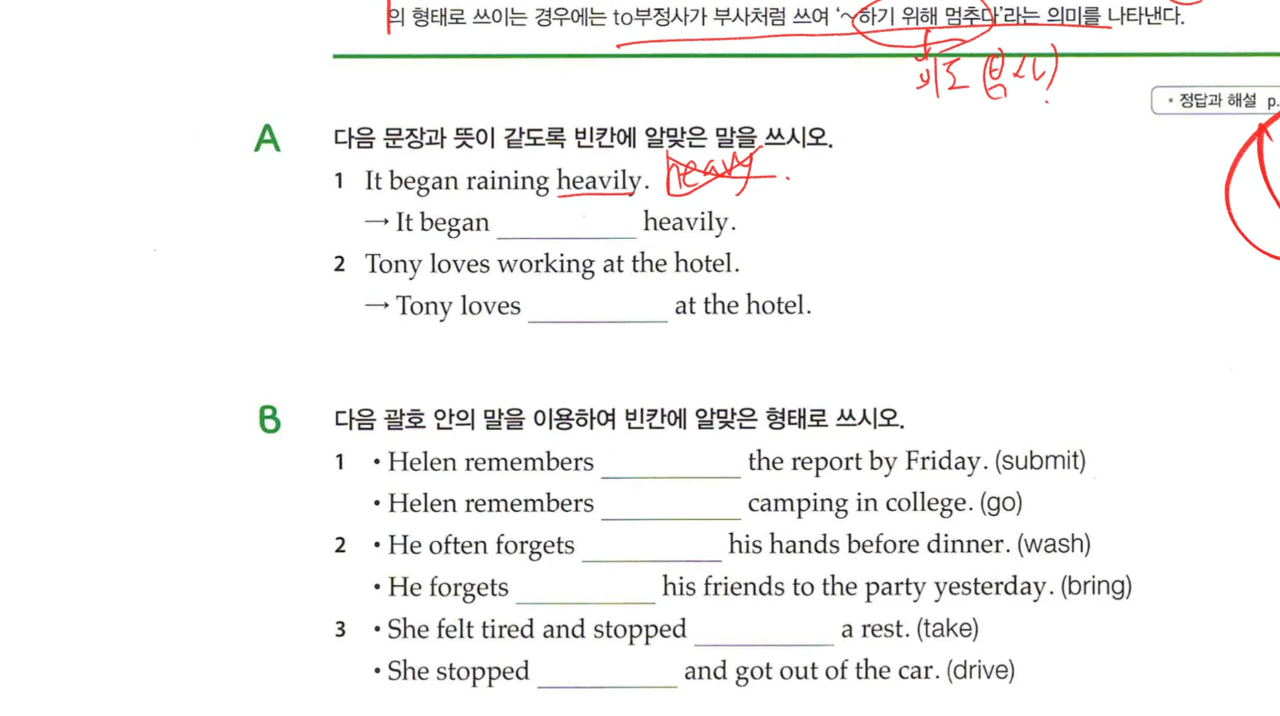 의 형태로 쓰이는 경우에는 to부정사가 부사처럼 쓰여 ‘~하기 위해 멈추다’라는 의미를 나타낸다.
의도 (부사)
• 정답과 해설 p.
A 다음 문장과 뜻이 같도록 빈칸에 알맞은 말을 쓰시오.
1 It began raining heavily. heavy
→ It began __________ heavily.
2 Tony loves working at the hotel.
→ Tony loves __________ at the hotel.
B 다음 괄호 안의 말을 이용하여 빈칸에 알맞은 형태로 쓰시오.
1 • Helen remembers __________ the report by Friday. (submit)
• Helen remembers __________ camping in college. (go)
2 • He often forgets __________ his hands before dinner. (wash)
• He forgets __________ his friends to the party yesterday. (bring)
3 • She felt tired and stopped __________ a rest. (take)
• She stopped __________ and got out of the car. (drive)